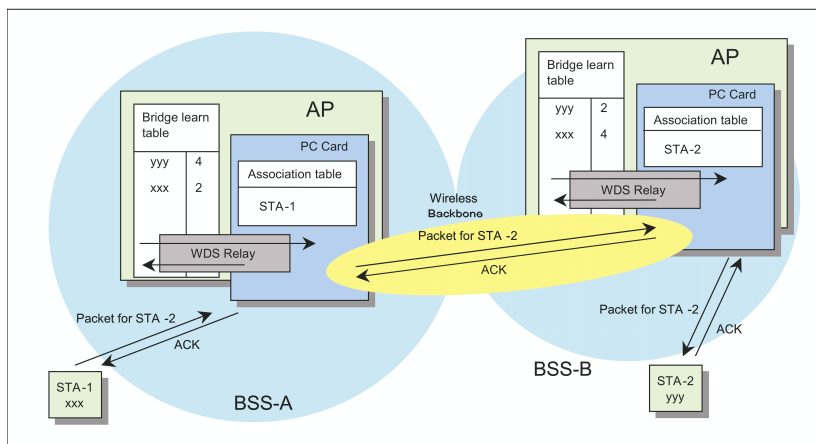 AP
Bridge learn
table
yyy 4
xxx 2
PC Card
Association table
STA-1
WDS Relay
AP
Bridge learn
table
yyy 2
xxx 4
PC Card
Association table
STA-2
WDS Relay
Wireless
Backbone
Packet for STA -2
ACK
Packet for STA -2
ACK
Packet for STA -2
ACK
STA-1
xxx
BSS-A
BSS-B
STA-2
yyy